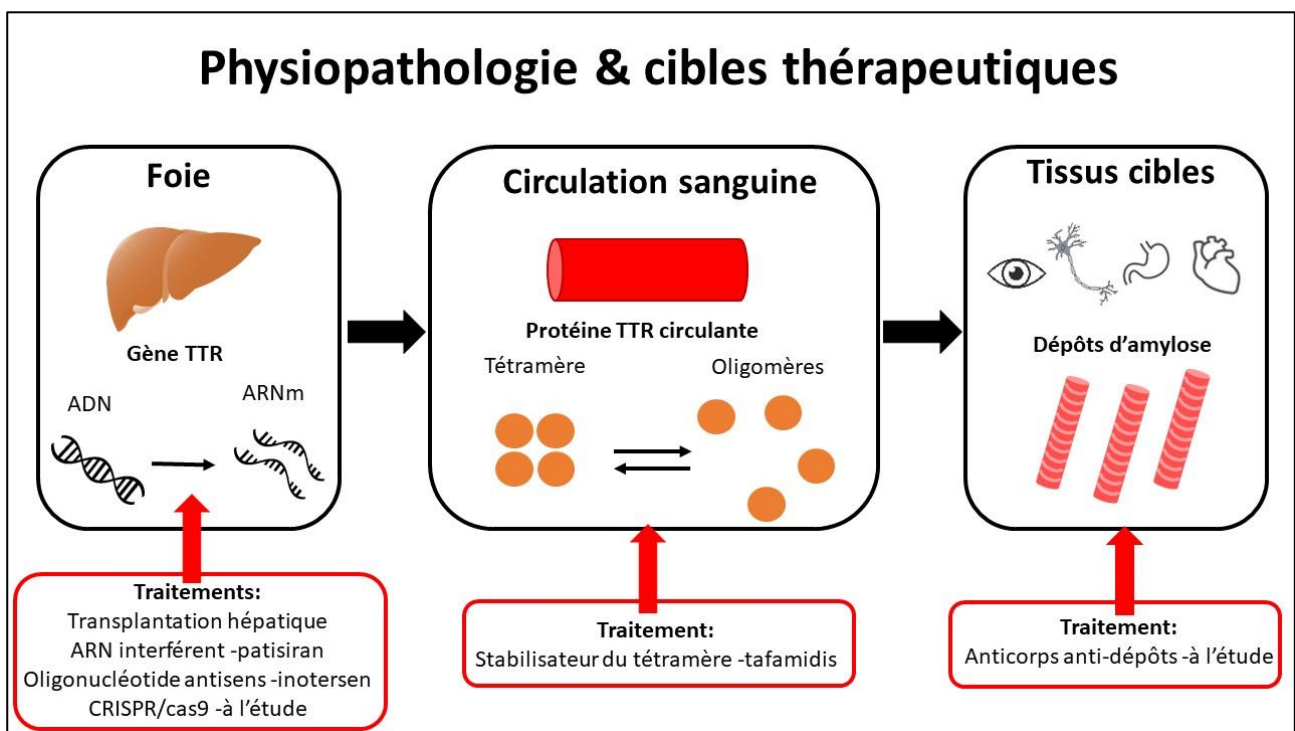 Physiopathologie & cibles thérapeutiques
Foie
Gène TTR
ADN
ARNm
Traitements:
Transplantation hépatique
ARN interférent -patisiran
Oligonucléotide antisens -inotersen
CRISPR/cas9 -à l'étude
Circulation sanguine
Protéine TTR circulante
Tétramère
Oligomères
Traitement:
Stabilisateur du tétramère -tafamidis
Tissus cibles
Dépôts d'amylose
Traitement:
Anticorps anti-dépôts -à l'étude